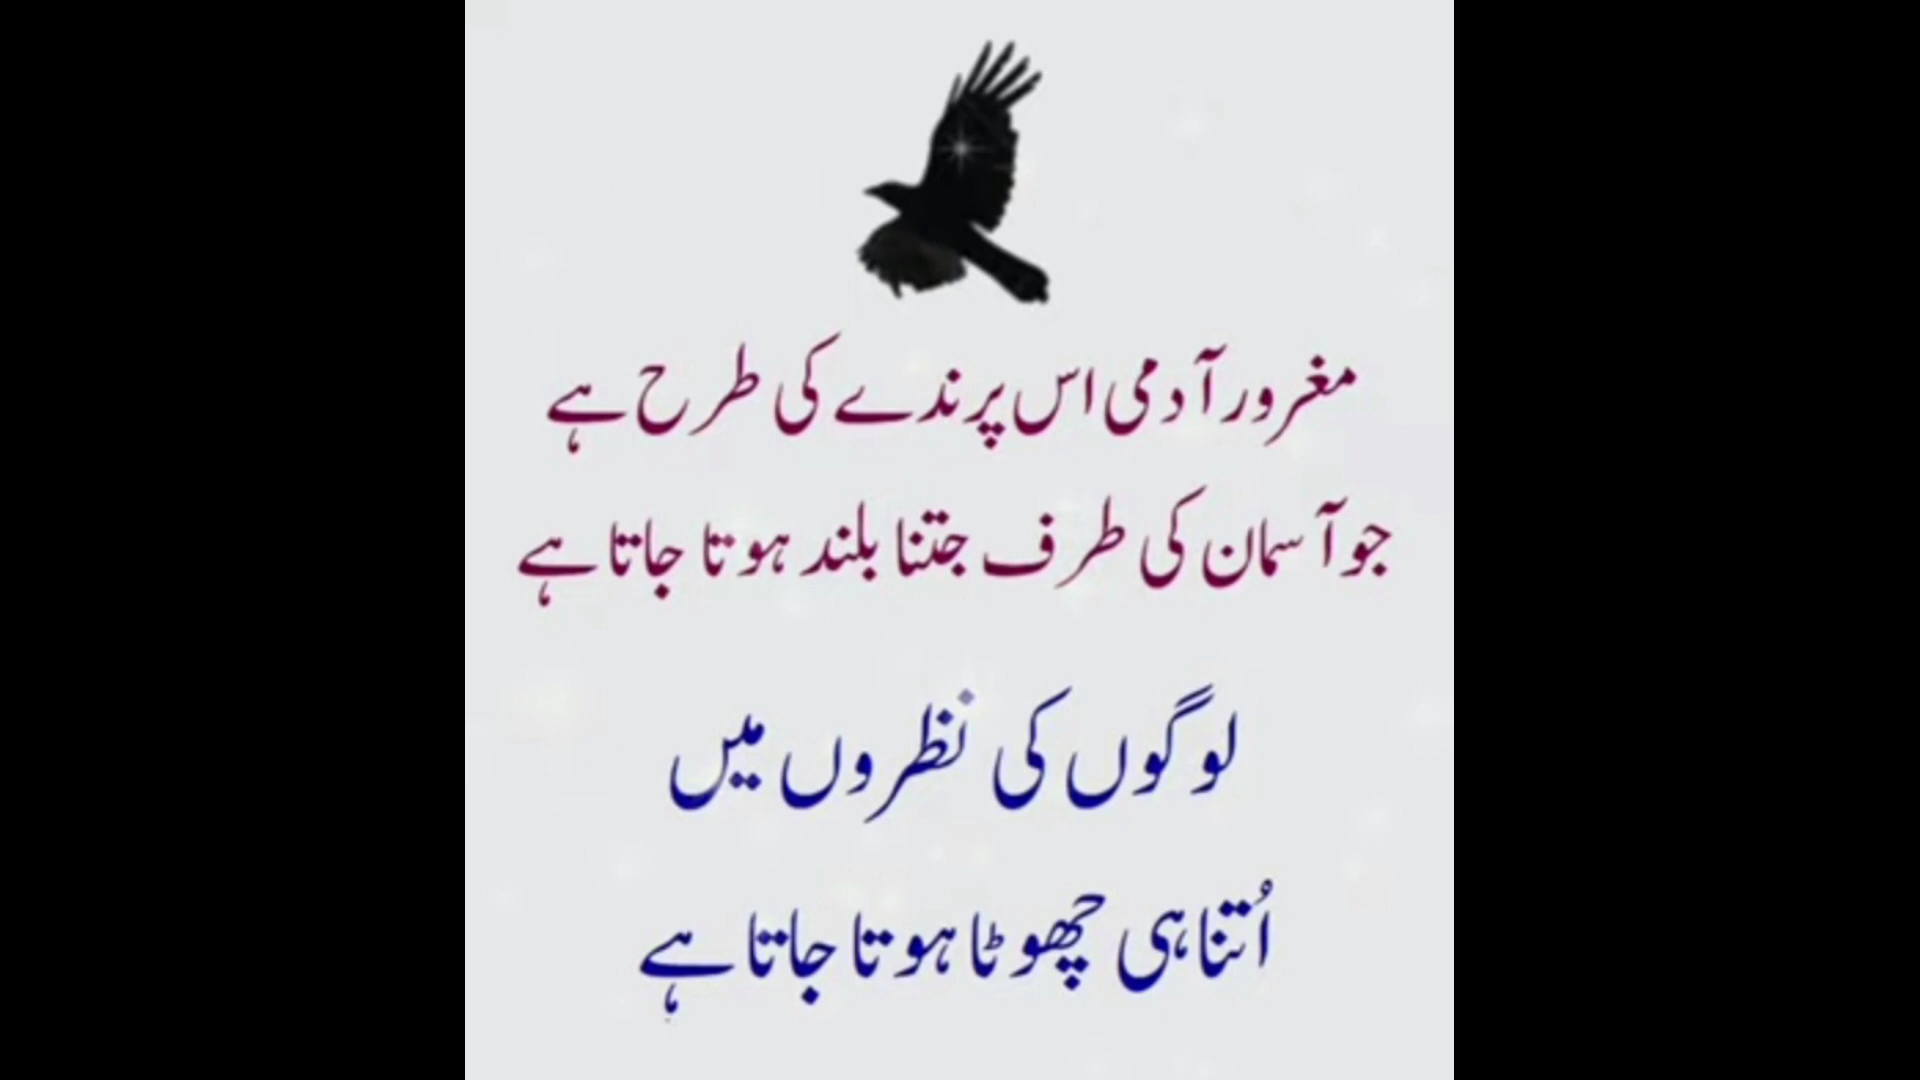 مغرور آدمی اس پرندے کی طرح ہے
جو آسمان کی طرف جتنا بلند ہوتا جاتا ہے
لوگوں کی نظروں میں
اُتنا ہی چھوٹا ہوتا جاتا ہے